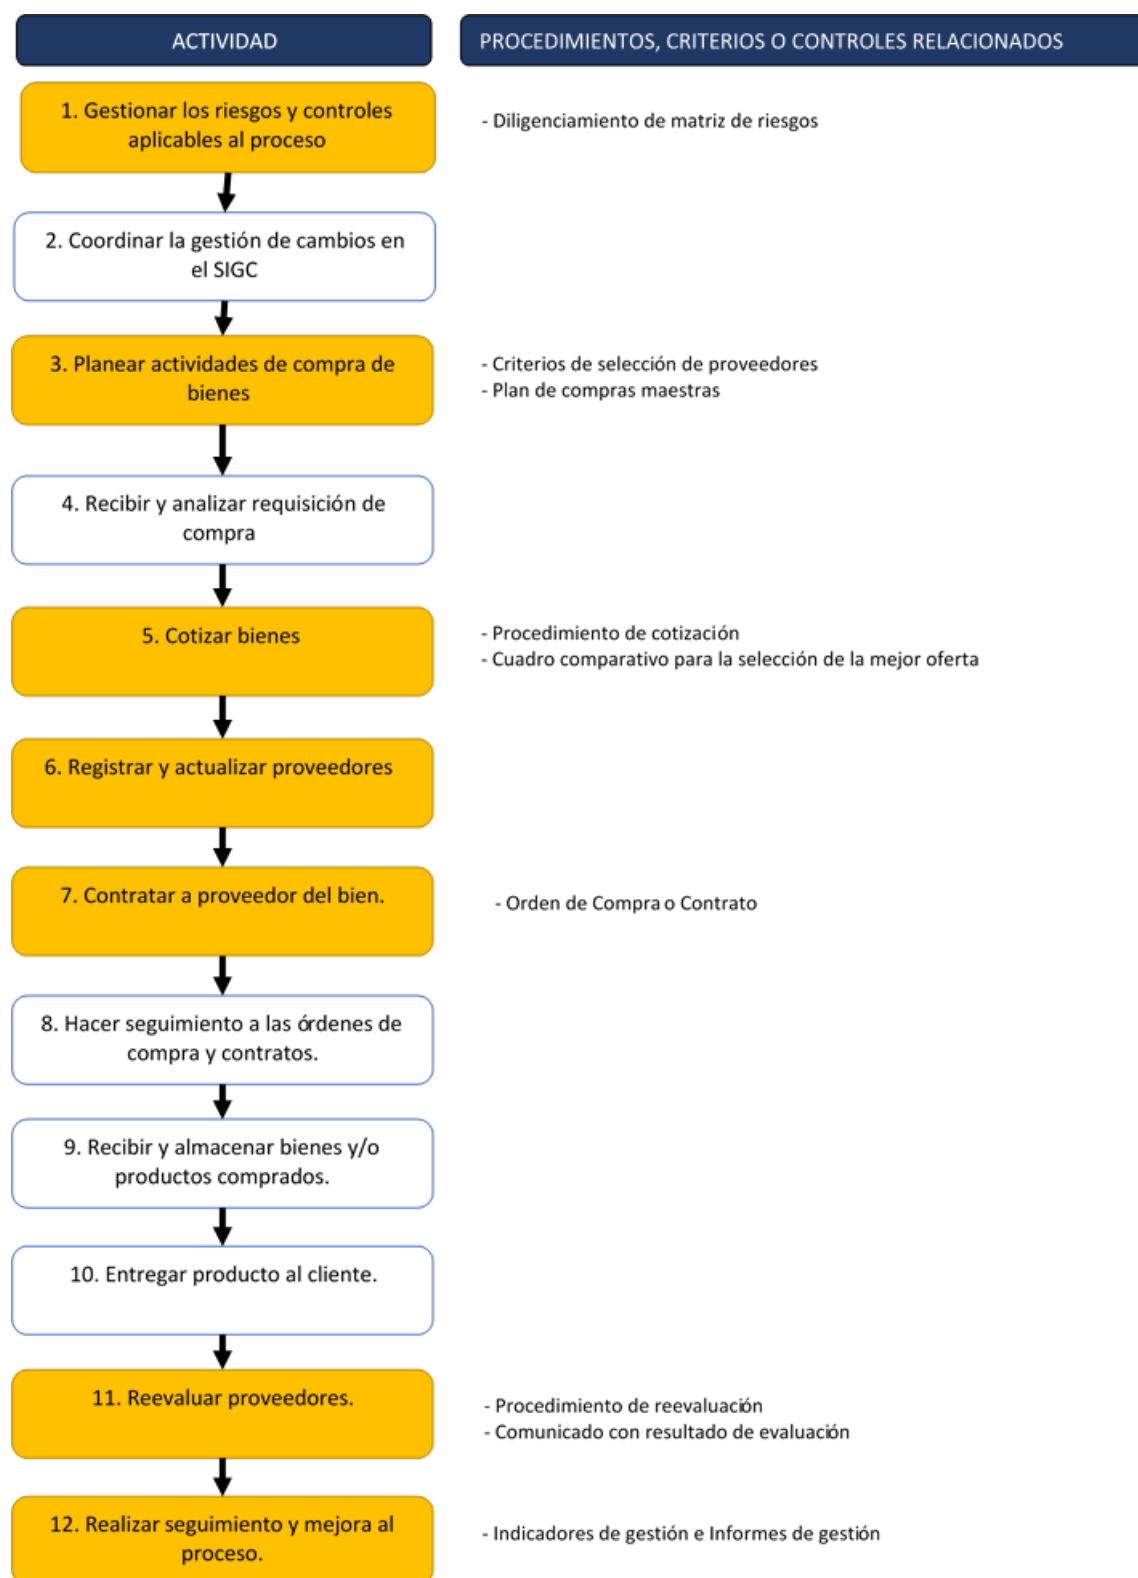 ACTIVIDAD
PROCEDIMIENTOS, CRITERIOS O CONTROLES RELACIONADOS
1. Gestionar los riesgos y controles
aplicables al proceso
- Diligenciamiento de matriz de riesgos
2. Coordinar la gestión de cambios en
el SIGC
3. Planear actividades de compra de
bienes
- Criterios de selección de proveedores
- Plan de compras maestras
4. Recibir y analizar requisición de
compra
5. Cotizar bienes
- Procedimiento de cotización
- Cuadro comparativo para la selección de la mejor oferta
6. Registrar y actualizar proveedores
7. Contratar a proveedor del bien.
- Orden de Compra o Contrato
8. Hacer seguimiento a las órdenes de
compra y contratos.
9. Recibir y almacenar bienes y/o
productos comprados.
10. Entregar producto al cliente.
11. Reevaluar proveedores.
- Procedimiento de reevaluación
- Comunicado con resultado de evaluación
12. Realizar seguimiento y mejora al
proceso.
- Indicadores de gestión e Informes de gestión